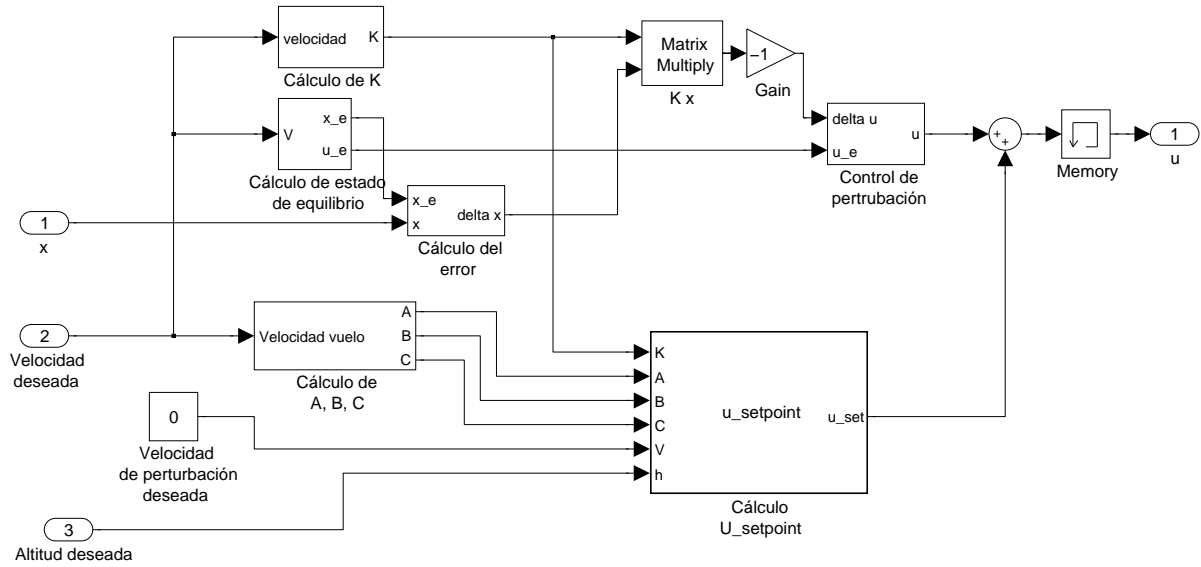 velocidad
K
Cálculo de K
Matrix
Multiply
K x
−1
Gain
V
x_e
u_e
Cálculo de estado
de equilibrio
delta u
u_e
u
Control de
pertrubación
+
+
Memory
1
u
1
x
x_e
x
delta x
Cálculo del
error
2
Velocidad
deseada
Velocidad vuelo
A
B
C
Cálculo de
A, B, C
0
Velocidad
de perturbación
deseada
K
A
B
C
V
h
u_setpoint
u_set
Cálculo
U_setpoint
3
Altitud deseada